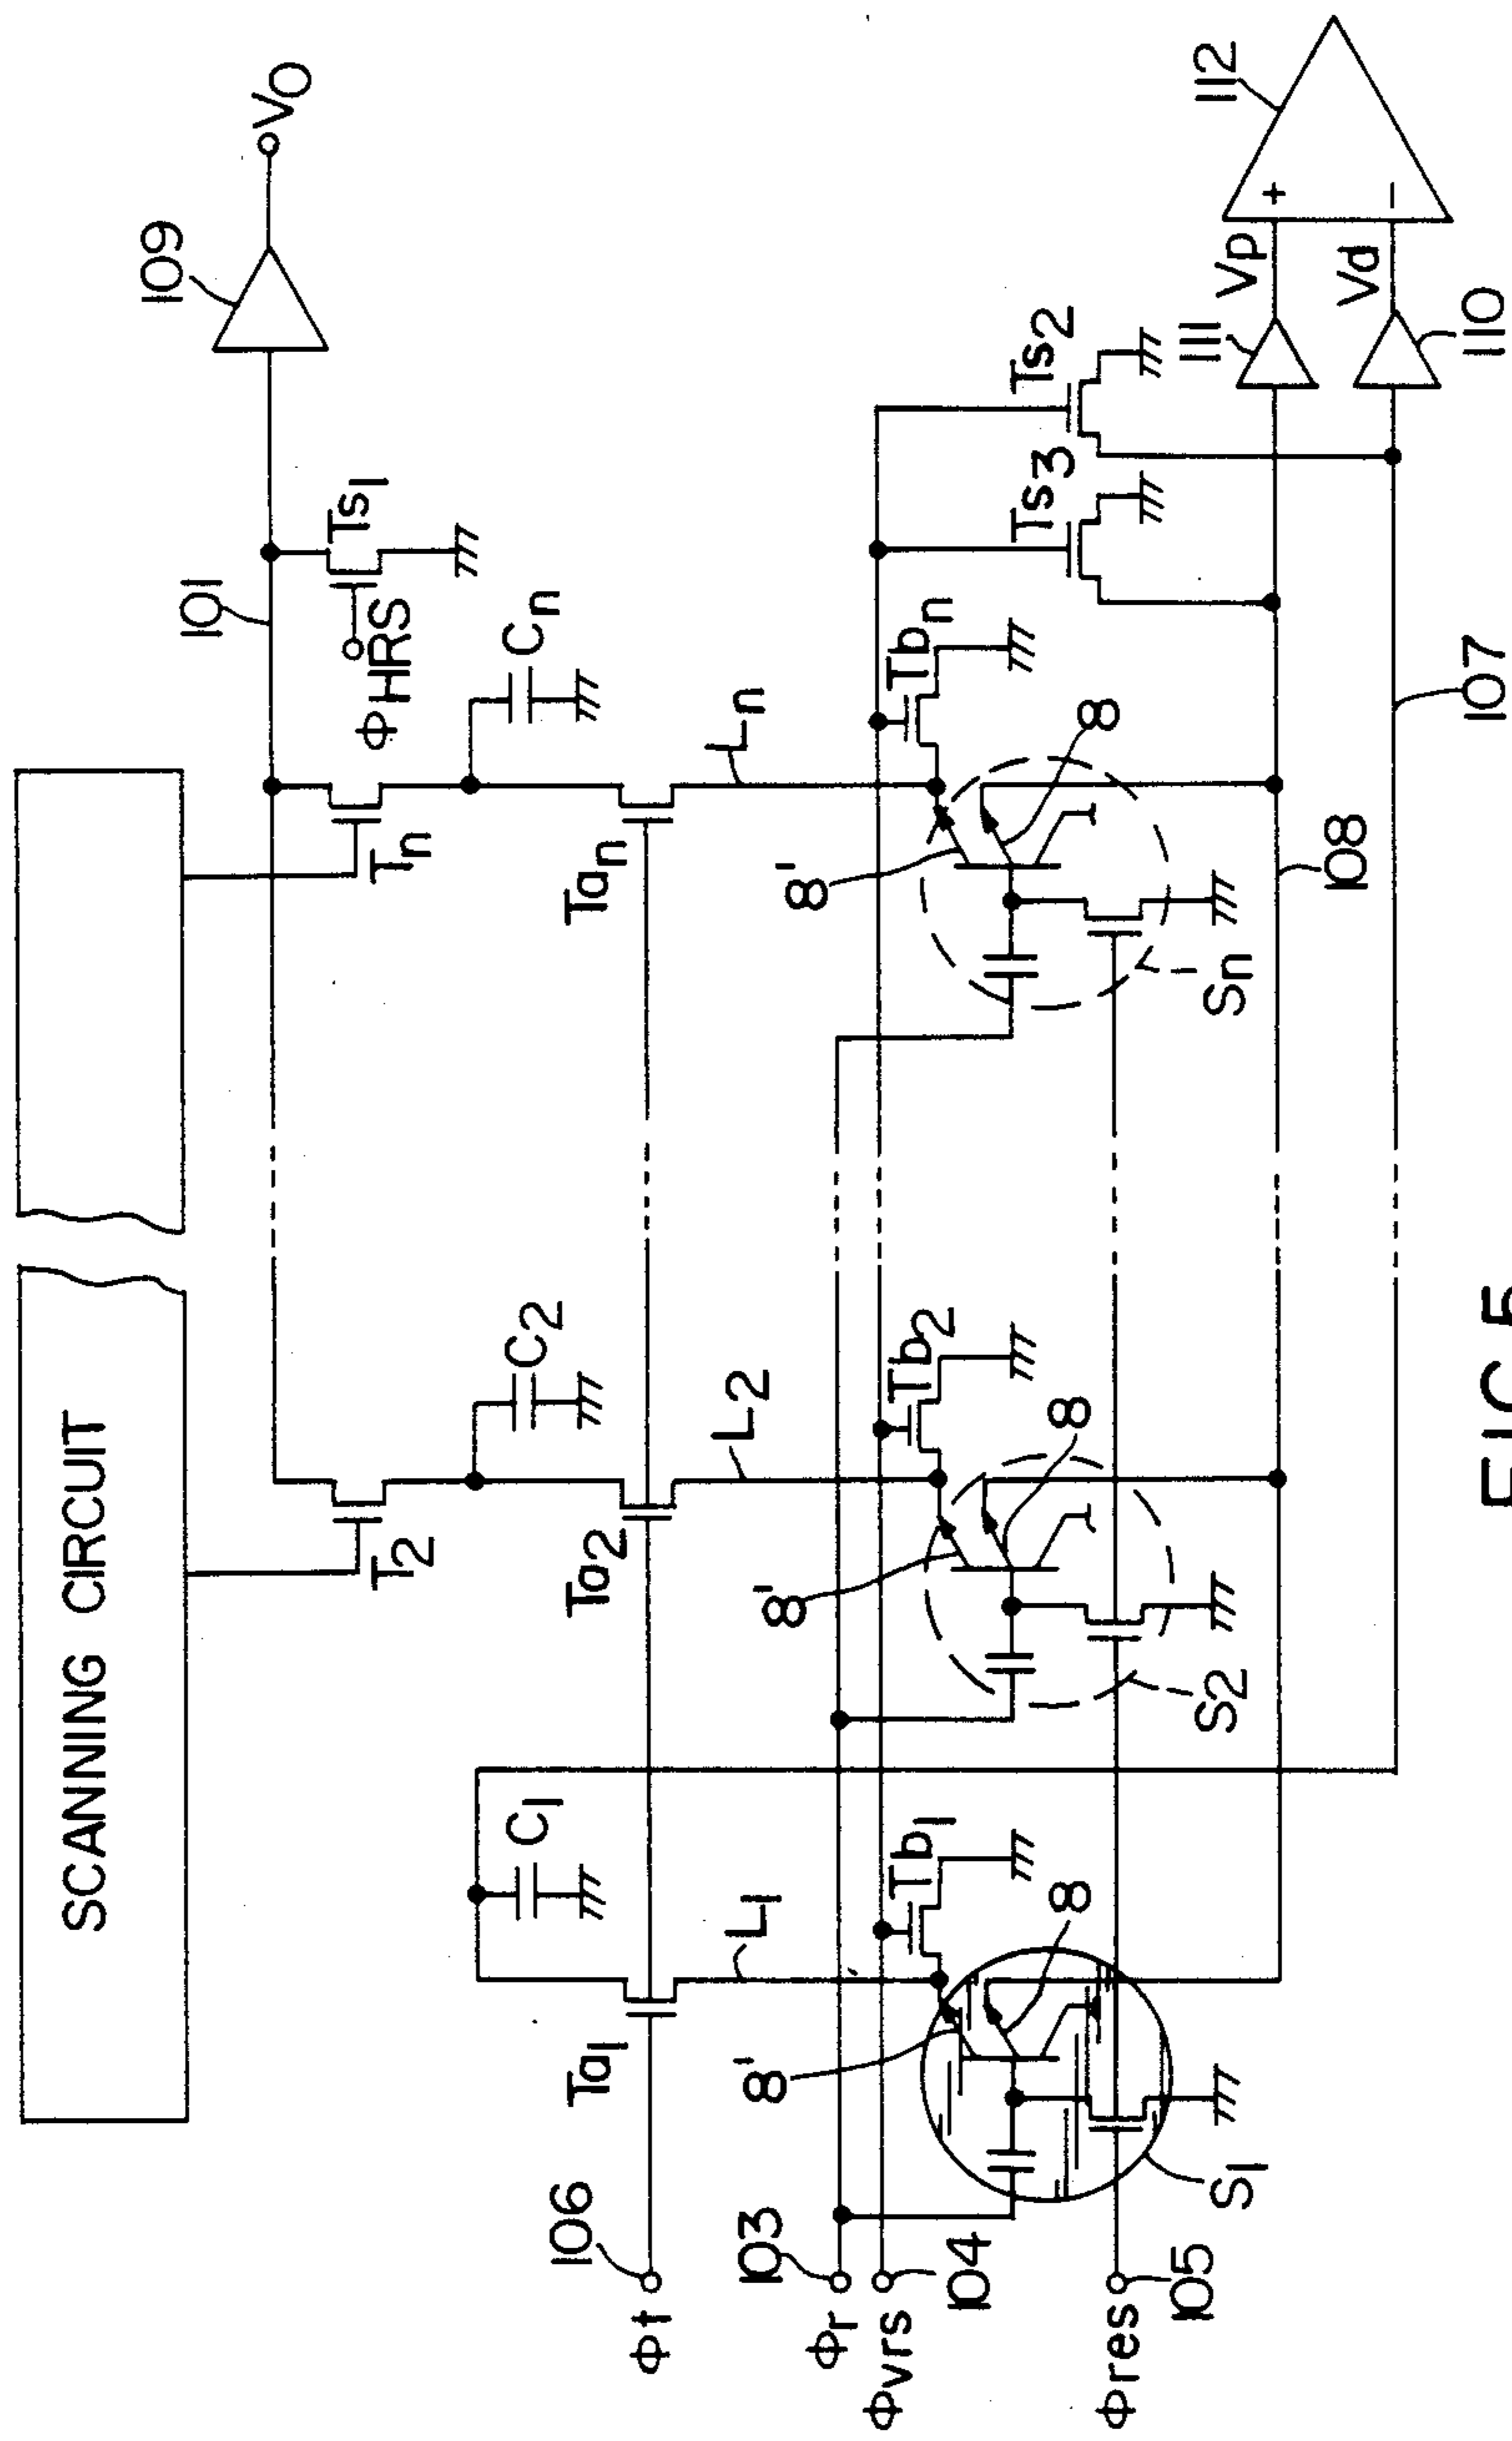 SCANNING CIRCUIT
101
109
VO
T2
Tn
Ts1
ΦHRS
C1
C2
Cn
106
Φt
Ta1
Ta2
Tan
L1
L2
Ln
103
Φr
104
Φvrs
105
Φres
Tb1
Tb2
Tbn
Ts3
Ts2
8'
8
8'
8
8'
8
S1
S2
Sn
108
107
111
110
Vp
Vd
112
+
−
FIG. 5